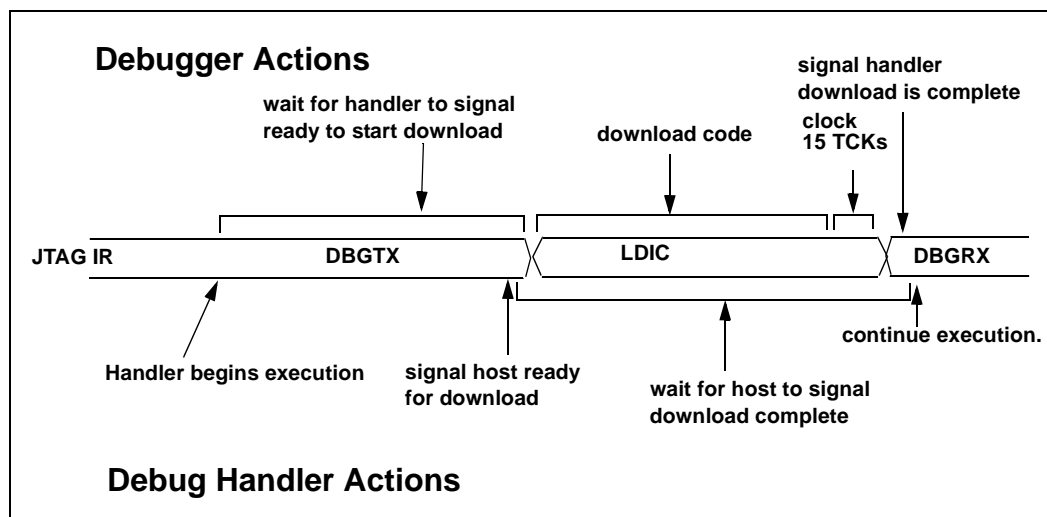 Debugger Actions
signal handler
download is complete
wait for handler to signal
ready to start download
clock
15 TCKs
download code
JTAG IR
DBGTX
LDIC
DBGRX
continue execution.
Handler begins execution
signal host ready
for download
wait for host to signal
download complete
Debug Handler Actions